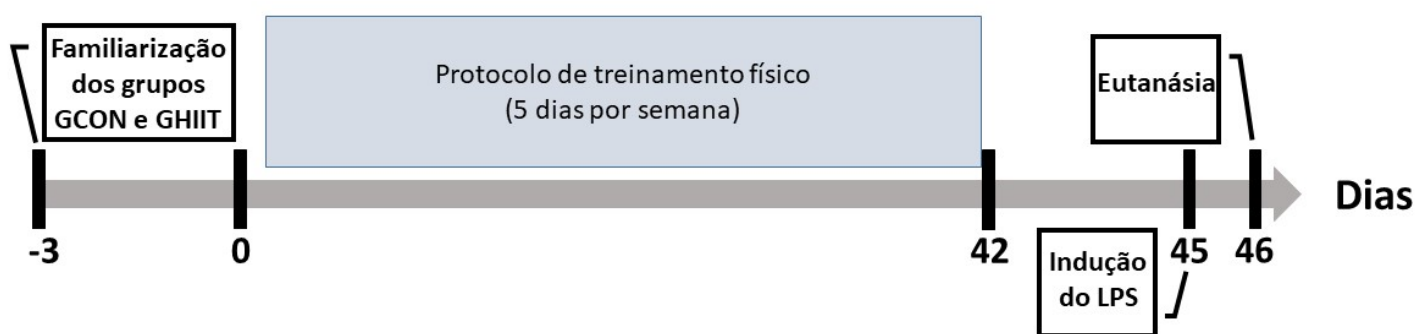 Familiarização
dos grupos
GCON e GHIIT
Protocolo de treinamento físico
(5 dias por semana)
Eutanásia
Dias
-3
0
42
Indução
do LPS
45
46